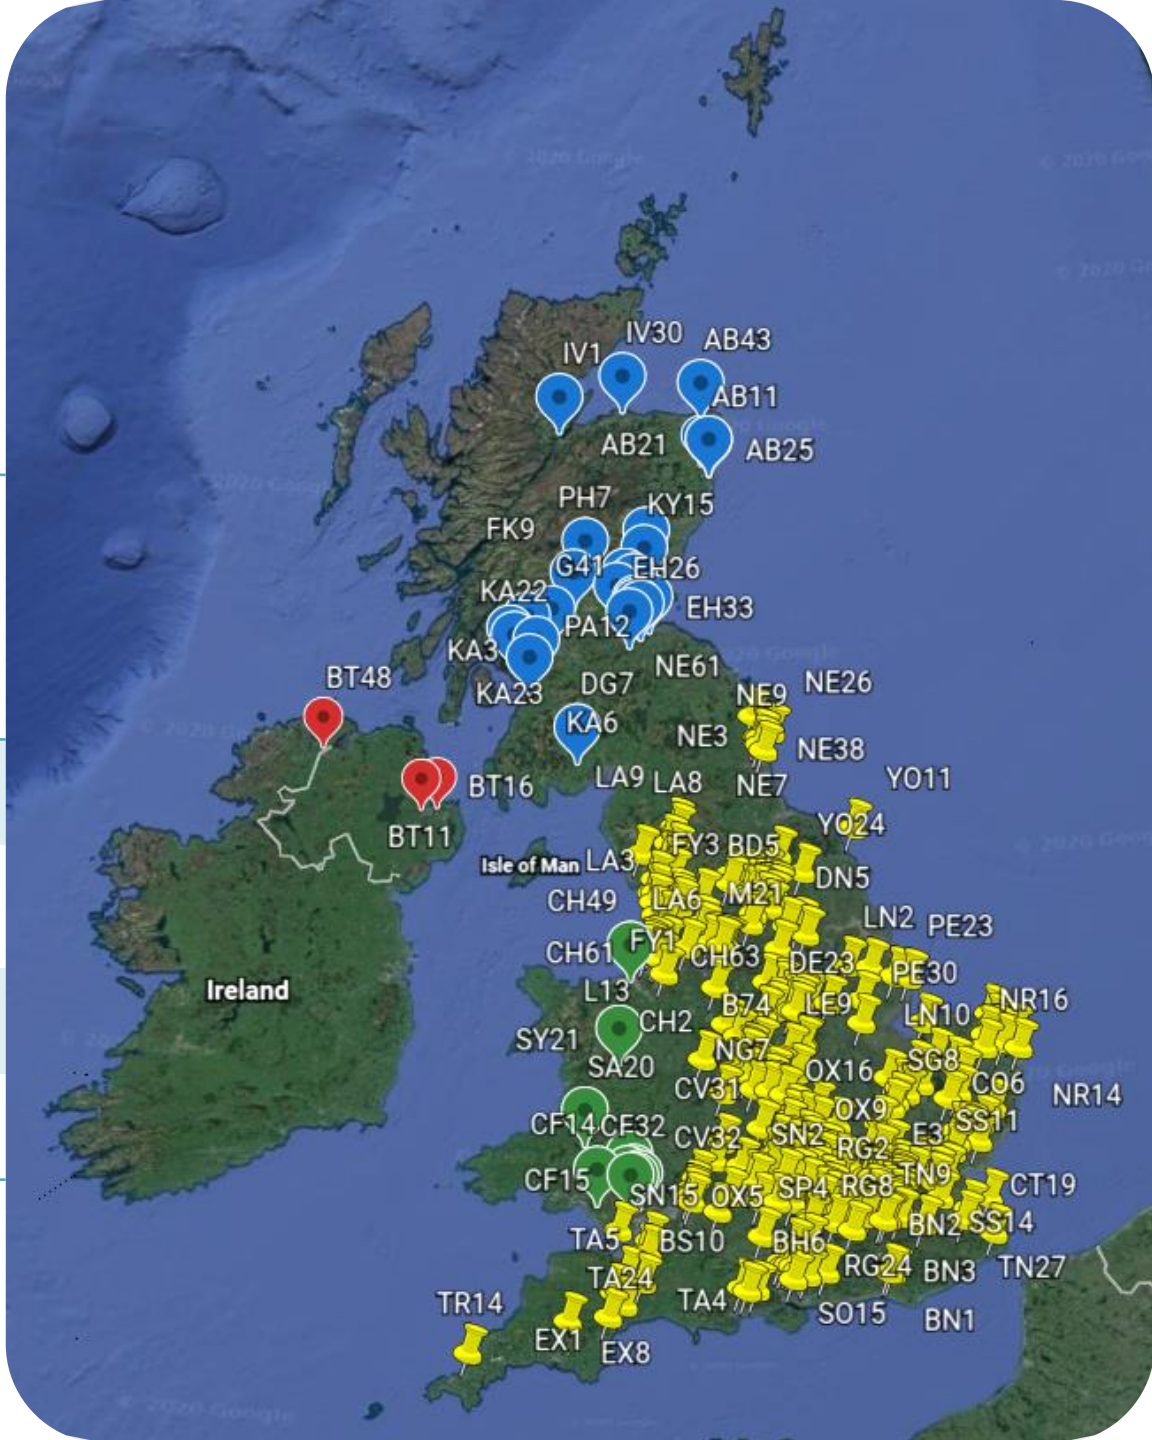 © 2020 Google
IV30
AB43
IV1
AB11
AB21
AB25
PH7
KY15
FK9
G41
EH26
KA22
EH33
PA12
KA3
NE61
BT48
DG7
NE26
KA23
NE9
KA6
NE3
NE38
LA9
LA8
NE7
YO11
BT16
BT11
YO24
FY3
BD5
Isle of Man
LA3
DN5
M21
CH49
LA6
LN2
PE23
FY1
CH61
CH63
DE23
PE30
Ireland
L13
B74
LE9
LN10
NR16
CH2
SY21
NG7
SG8
SA20
OX16
CV31
CO6
NR14
OX9
SS11
CF14
CF32
CV32
SN2
E3
RG2
TN9
CF15
SN15
OX5
SP4
RG8
CT19
BN2
SS14
TA5
BS10
BH6
RG24
BN3
TN27
TA24
TR14
TA4
SO15
BN1
EX1
EX8
© 2020 Google